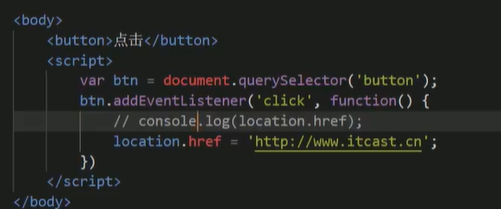 <body>
<button>点击</button>
<script>
var btn = document.querySelector('button');
btn.addEventListener('click', function() {
// console.log(location.href);
location.href = 'http://www.itcast.cn';
})
</script>
</body>